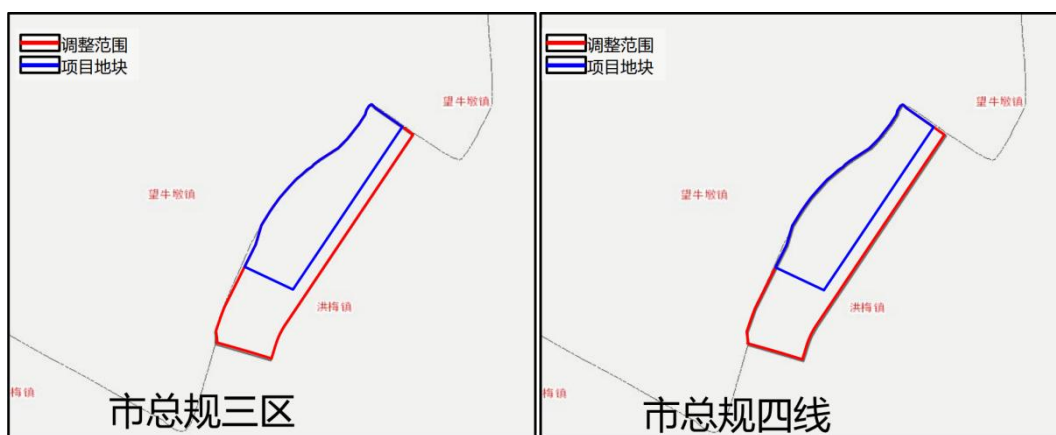 调整范围
项目地块
望牛墩镇
望牛墩镇
洪梅镇
梅镇
市总规三区
调整范围
项目地块
望牛墩镇
望牛墩镇
洪梅镇
梅镇
市总规四线